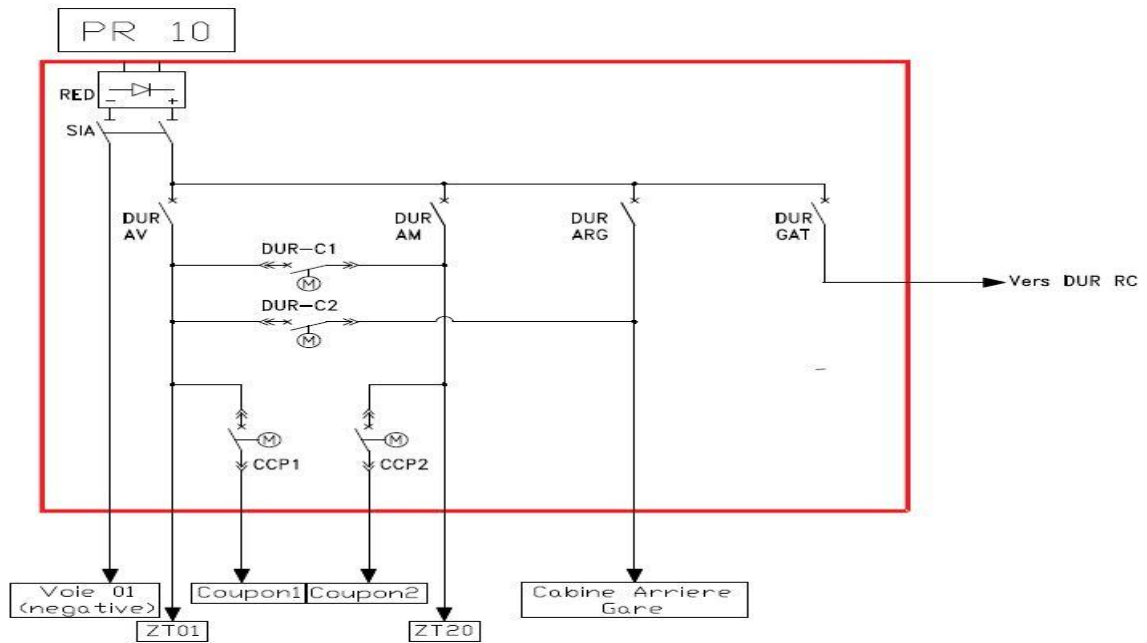 PR 10
RED
- +
SIA
DUR
AV
DUR
AM
DUR
ARG
DUR
GAT
DUR-C1
M
Vers DUR RC
DUR-C2
M
M
M
CCP1
CCP2
Voie 01
(negative)
Coupon1
Coupon2
Cabine Arriere
Gare
ZT01
ZT20